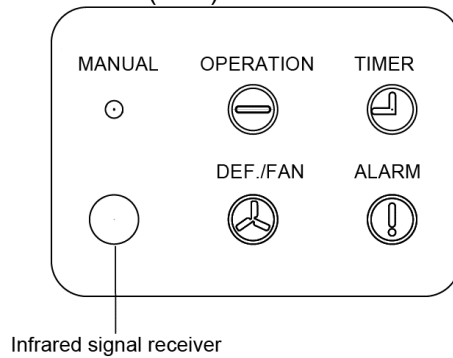 MANUAL OPERATION TIMER
DEF./FAN ALARM
Infrared signal receiver